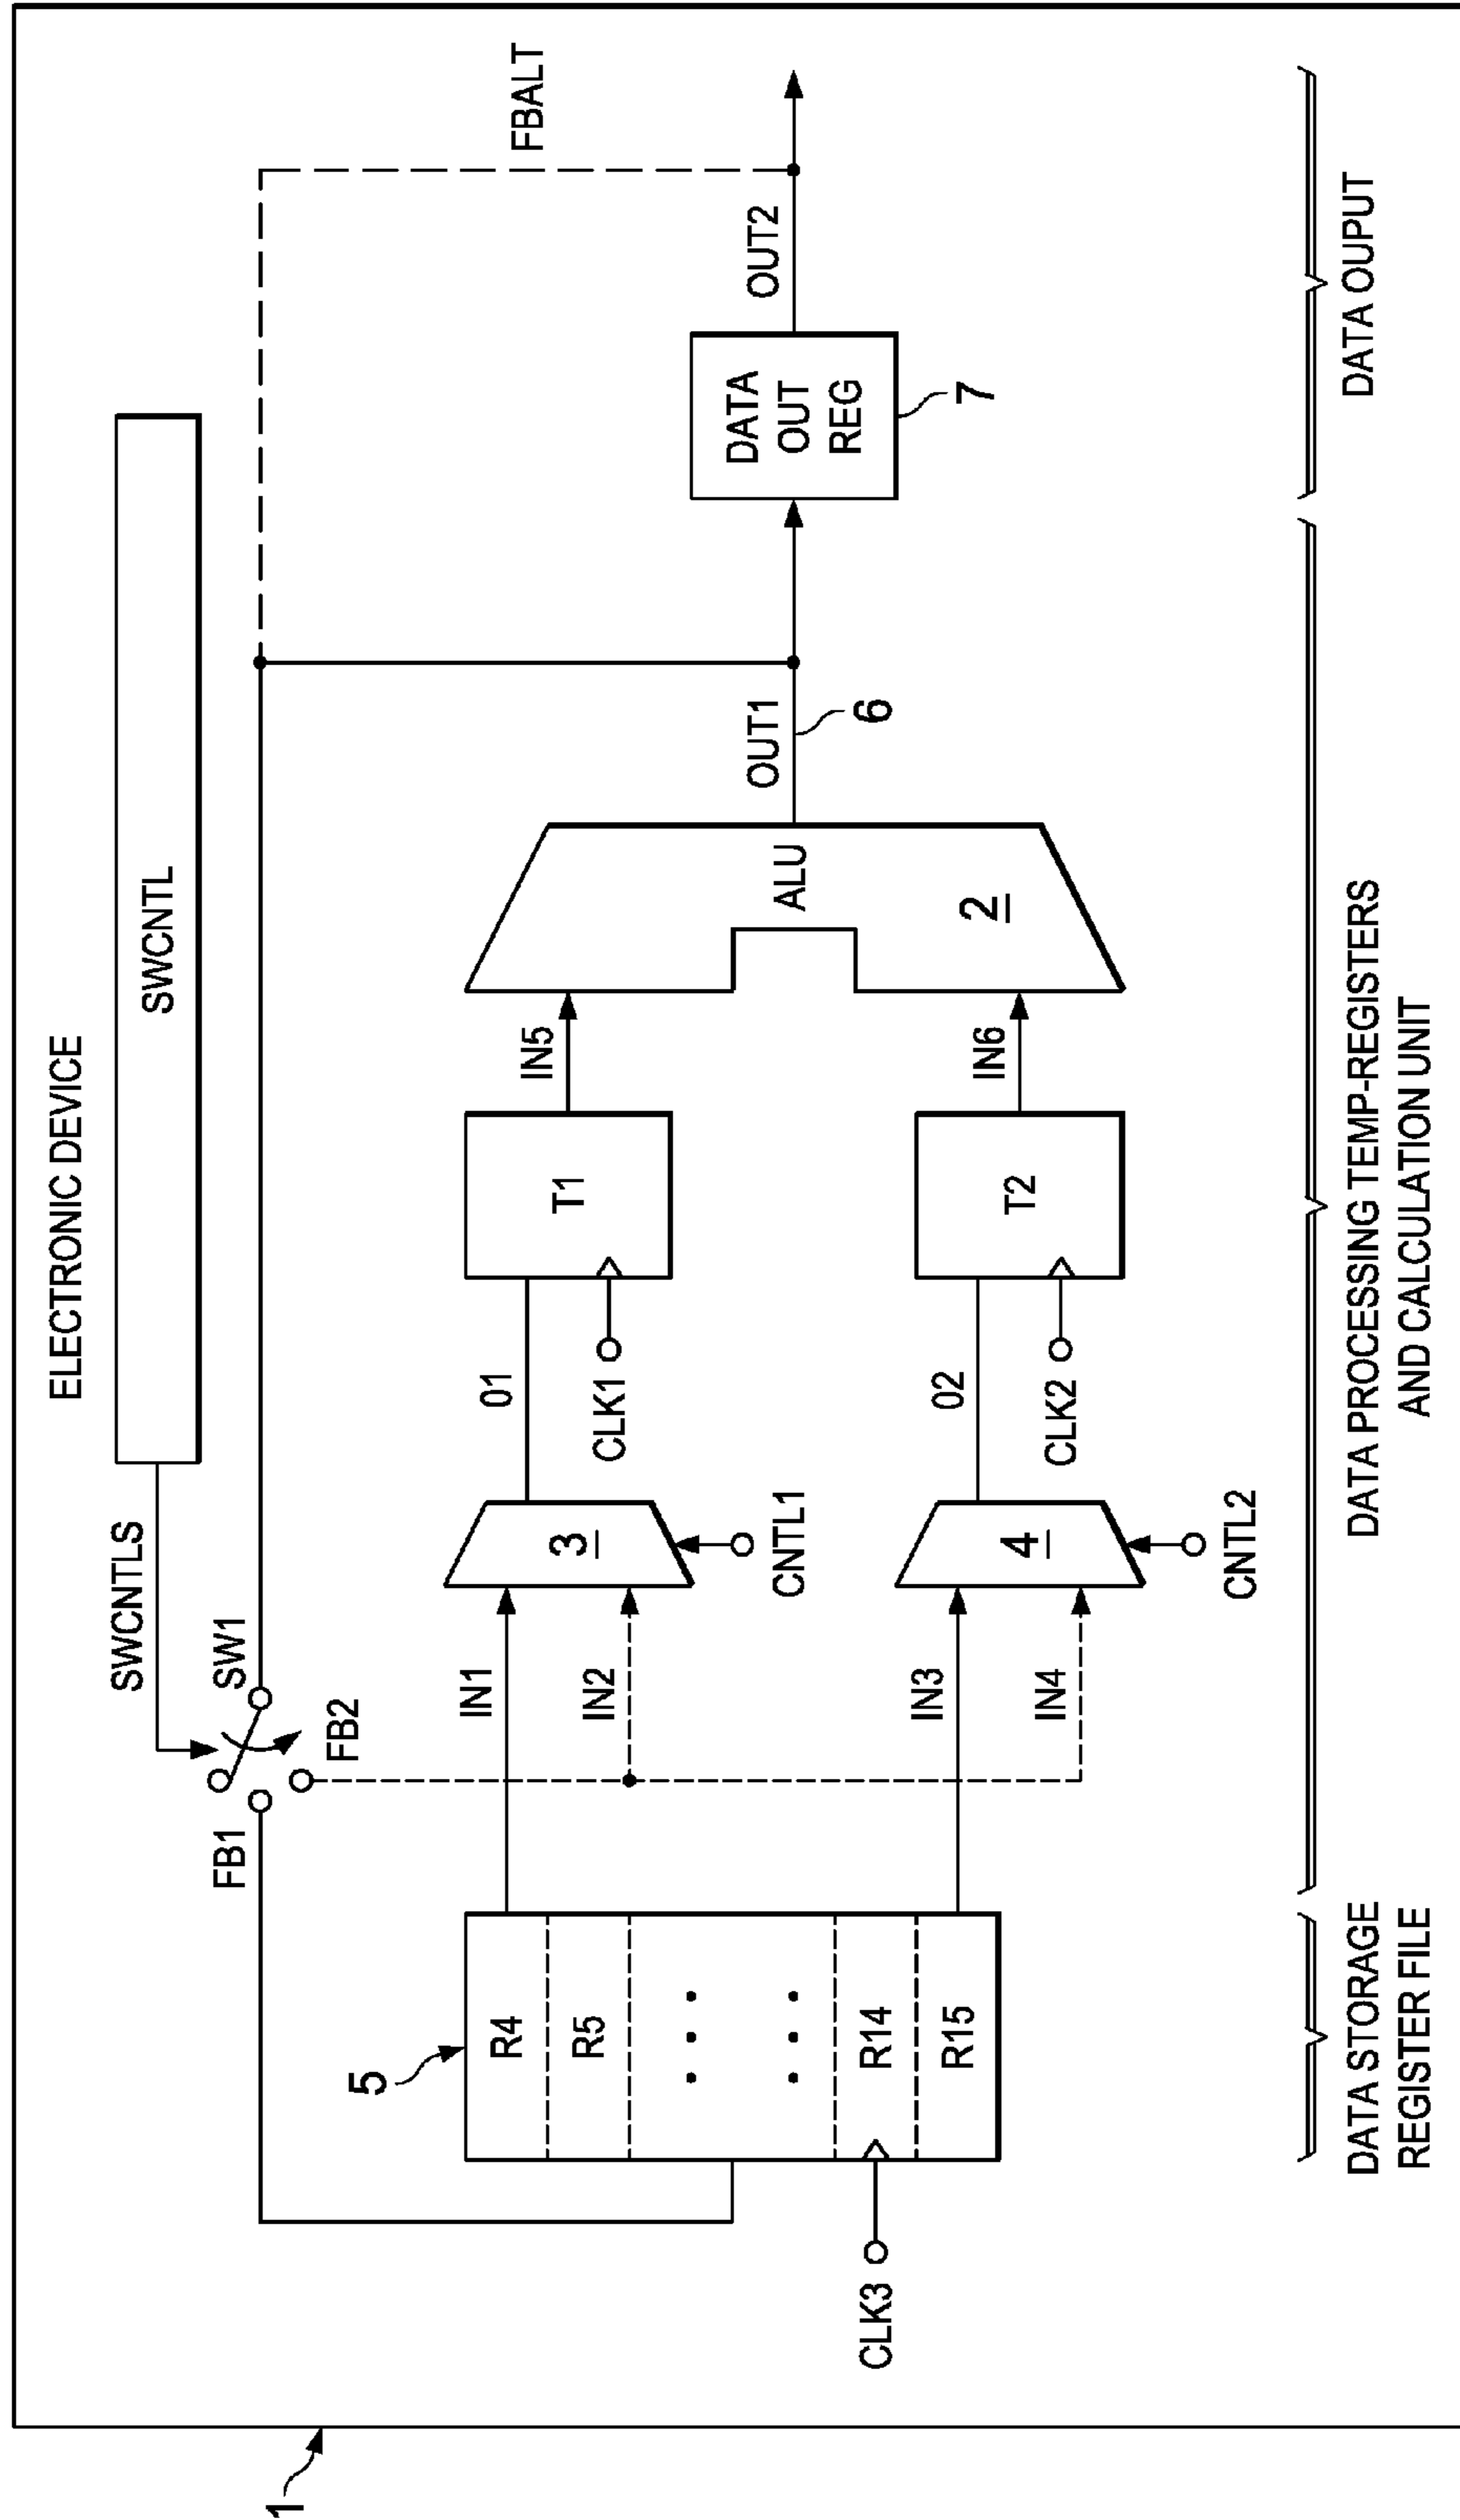 ELECTRONIC DEVICE
SWCNTL
SWCNTLS
SW1
FB1
FB2
FBALT
5
R4
R5
R14
R15
CLK3
IN1
IN2
IN3
IN4
3
CNTL1
4
CNTL2
01
CLK1
02
CLK2
T1
T2
IN5
IN6
ALU
2
OUT1
6
DATA
OUT
REG
7
OUT2
DATA STORAGE
REGISTER FILE
DATA PROCESSING TEMP-REGISTERS
AND CALCULATION UNIT
DATA OUPUT
1